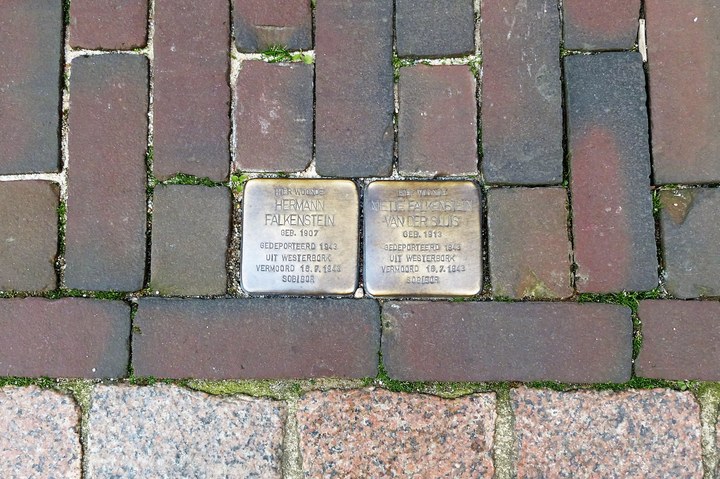 HIER WOONDE
HERMANN
FALKENSTEIN
GEB. 1907
GEDEPORTEERD 1943
UIT WESTERBORK
VERMOORD 16.7.1943
SOBIBOR
FALKENSTEIN
VAN DER SLUIS
GEB. 1913
GEDEPORTEERD 1943
UIT WESTERBORK
VERMOORD 16.7.1943
SOBIBOR